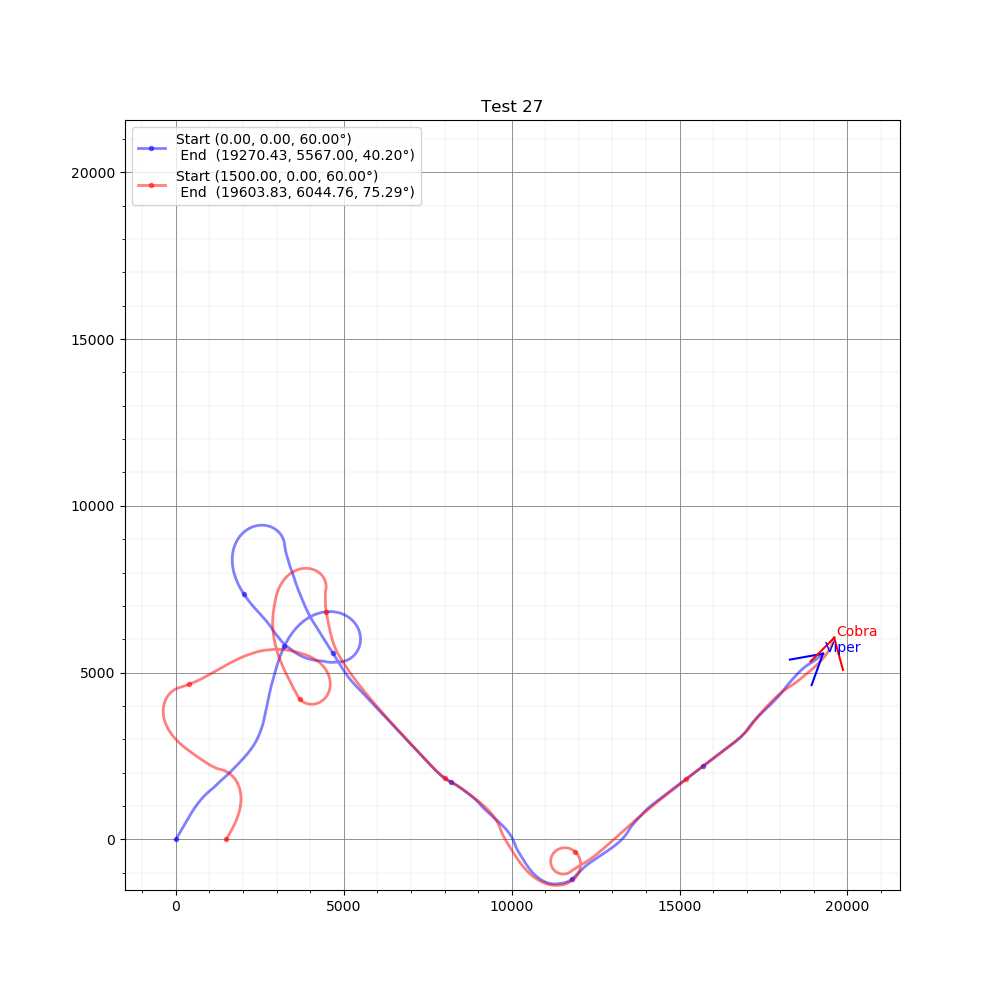 Test 27
Start (0.00, 0.00, 60.00°)
End  (19270.43, 5567.00, 40.20°)
Start (1500.00, 0.00, 60.00°)
End  (19603.83, 6044.76, 75.29°)
20000
15000
10000
5000
0
Cobra
Viper
0 5000 10000 15000 20000